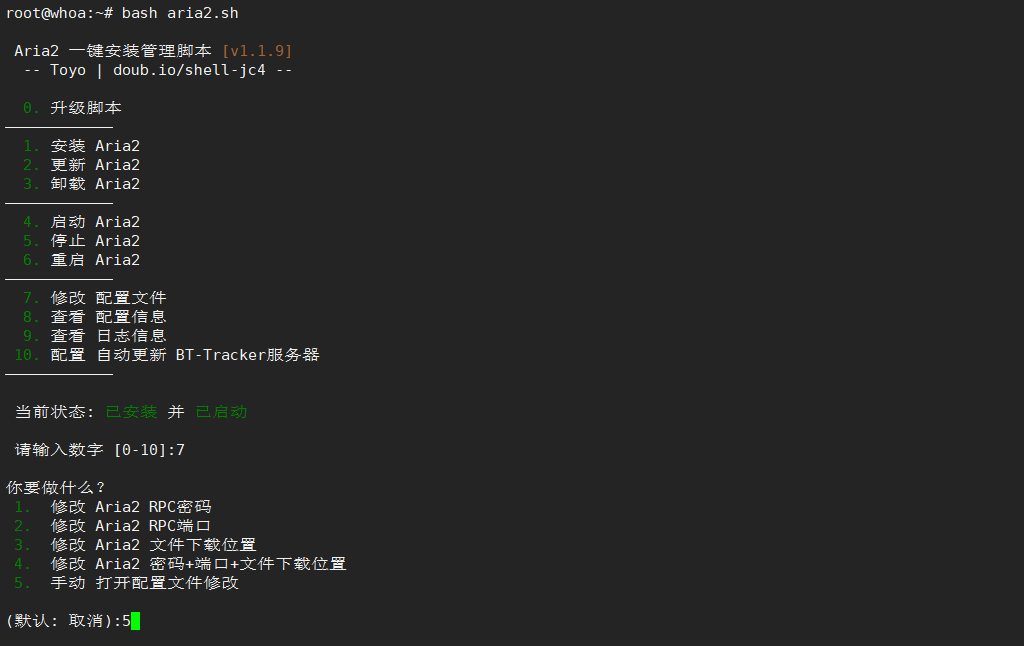 root@whoa:~# bash aria2.sh
Aria2 一键安装管理脚本 [v1.1.9]
-- Toyo | doub.io/shell-jc4 --
0. 升级脚本
————————————
1. 安装 Aria2
2. 更新 Aria2
3. 卸载 Aria2
————————————
4. 启动 Aria2
5. 停止 Aria2
6. 重启 Aria2
————————————
7. 修改 配置文件
8. 查看 配置信息
9. 查看 日志信息
10. 配置 自动更新 BT-Tracker服务器
————————————
当前状态: 已安装 并 已启动
请输入数字 [0-10]:7
你要做什么?
1. 修改 Aria2 RPC密码
2. 修改 Aria2 RPC端口
3. 修改 Aria2 文件下载位置
4. 修改 Aria2 密码+端口+文件下载位置
5. 手动 打开配置文件修改
(默认: 取消):5